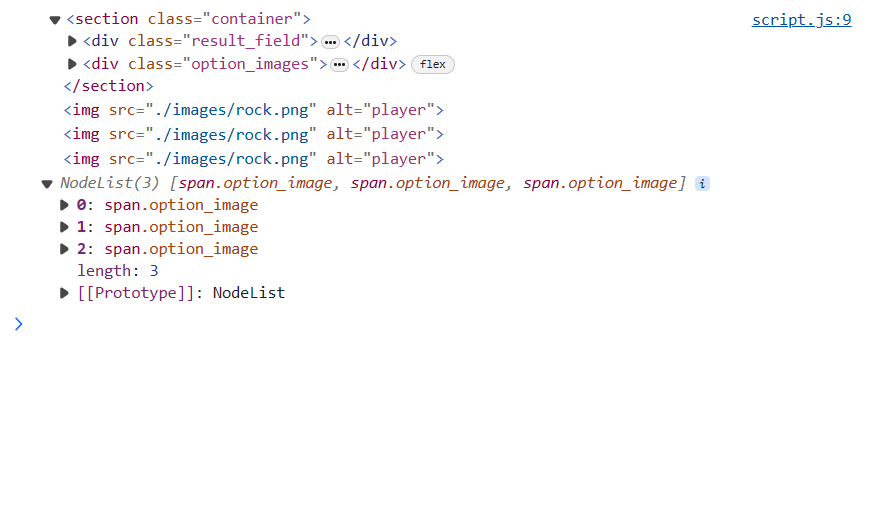 <section class="container"> script.js:9
<div class="result_field">…</div>
<div class="option_images">…</div> flex
</section>
<img src="./images/rock.png" alt="player">
<img src="./images/rock.png" alt="player">
<img src="./images/rock.png" alt="player">
NodeList(3) [span.option_image, span.option_image, span.option_image] i
0: span.option_image
1: span.option_image
2: span.option_image
length: 3
[[Prototype]]: NodeList